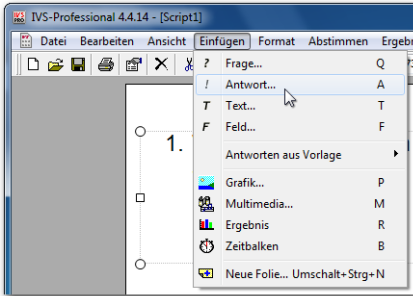 IVS-Professional 4.4.14 - [Script1]
Datei Bearbeiten Ansicht Einfügen Format Abstimmen
? Frage... Q
! Antwort... A
T Text... T
F Feld... F
Antworten aus Vorlage
Grafik... P
Multimedia... M
Ergebnis R
Zeitbalken B
Neue Folie... Umschalt+Strg+N
1.